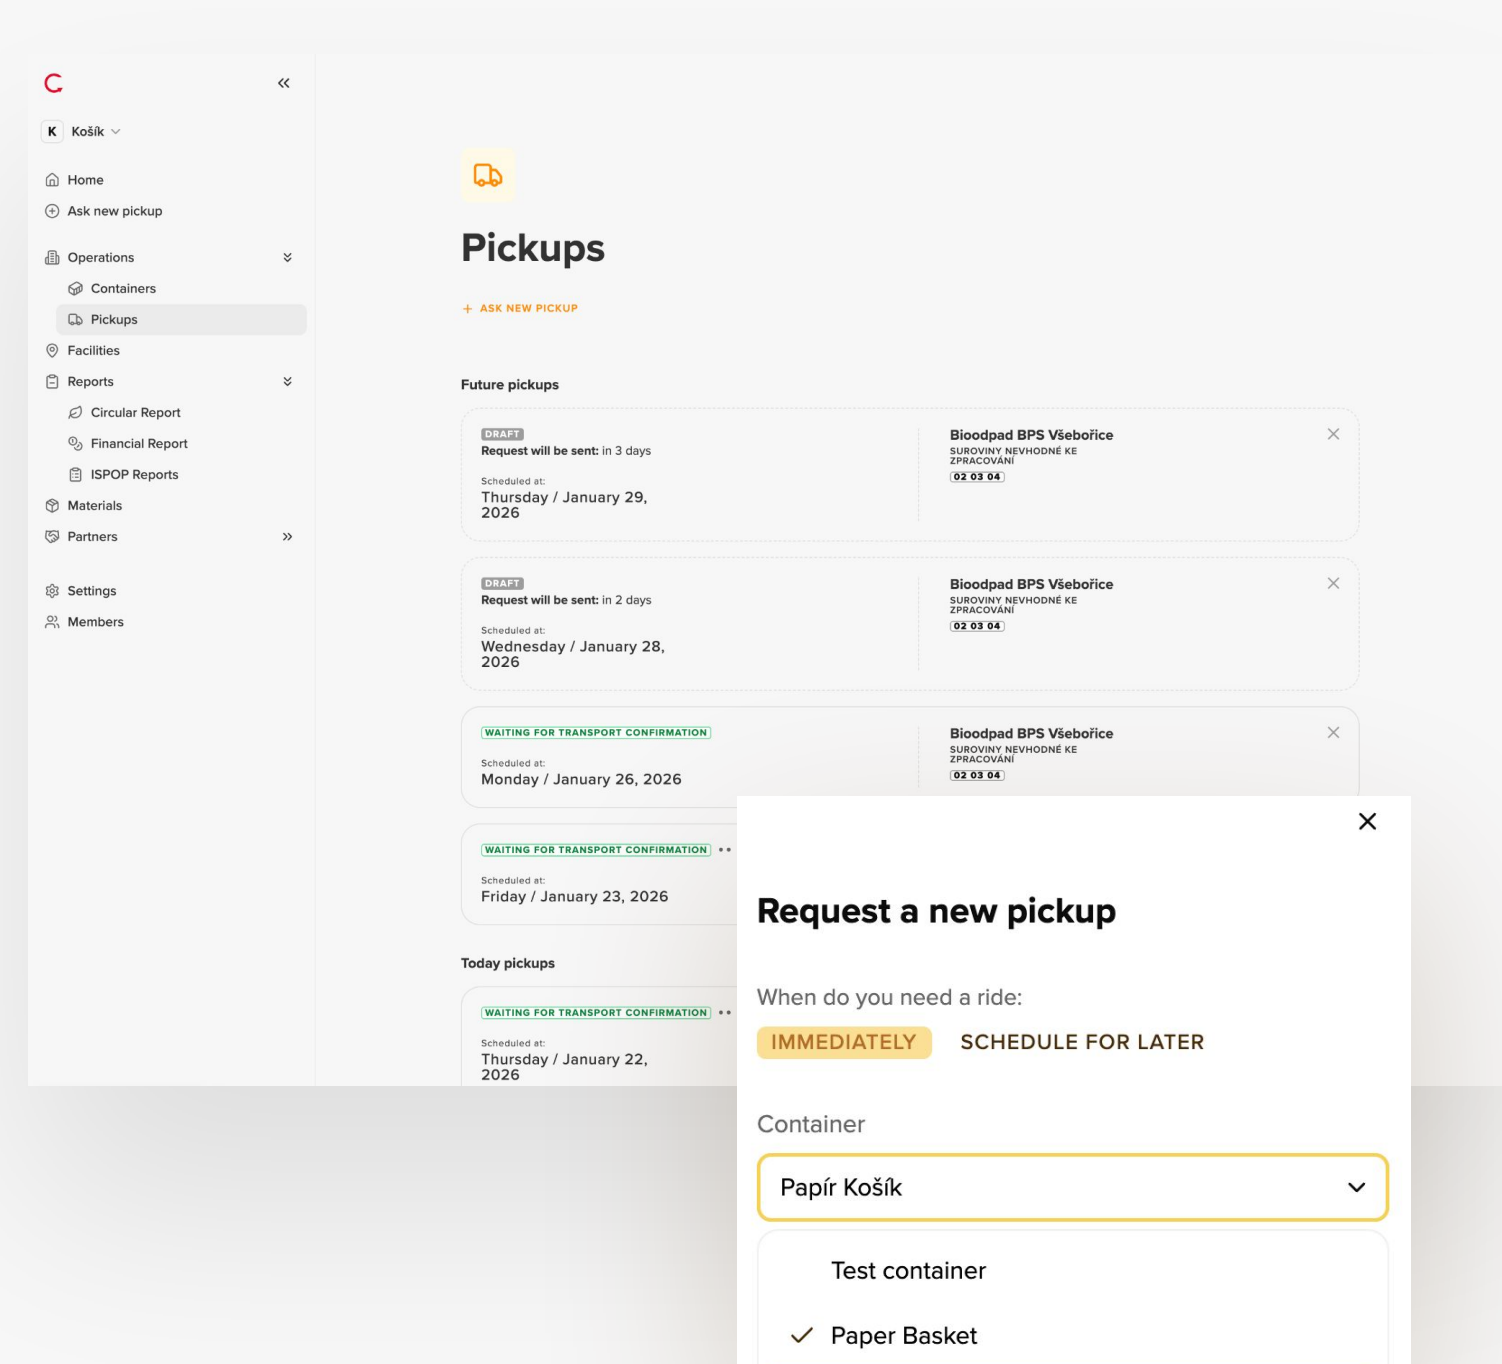 K Košík
Home
Ask new pickup
Operations
Containers
Pickups
Facilities
Reports
Circular Report
Financial Report
ISPOP Reports
Materials
Partners
Settings
Members
Pickups
+ ASK NEW PICKUP
Future pickups
DRAFT
Request will be sent: in 3 days
Scheduled at:
Thursday / January 29,
2026
Bioodpad BPS Všebořice
SUROVINY NEVHODNÉ KE
ZPRACOVÁNÍ
02 03 04
DRAFT
Request will be sent: in 2 days
Scheduled at:
Wednesday / January 28,
2026
Bioodpad BPS Všebořice
SUROVINY NEVHODNÉ KE
ZPRACOVÁNÍ
02 03 04
WAITING FOR TRANSPORT CONFIRMATION
Scheduled at:
Monday / January 26, 2026
Bioodpad BPS Všebořice
SUROVINY NEVHODNÉ KE
ZPRACOVÁNÍ
02 03 04
WAITING FOR TRANSPORT CONFIRMATION
Scheduled at:
Friday / January 23, 2026
Today pickups
WAITING FOR TRANSPORT CONFIRMATION
Scheduled at:
Thursday / January 22,
2026
Request a new pickup
When do you need a ride:
IMMEDIATELY SCHEDULE FOR LATER
Container
Papír Košík
Test container
Paper Basket